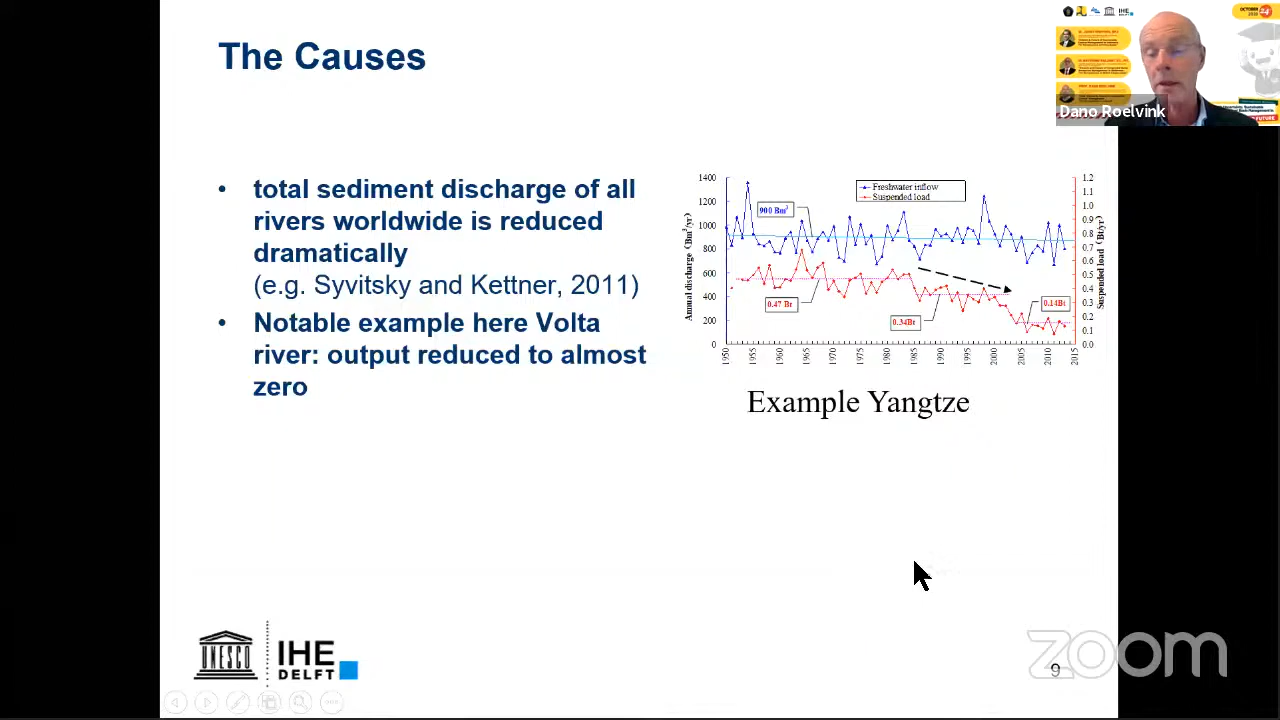 The Causes
• total sediment discharge of all
rivers worldwide is reduced
dramatically
(e.g. Syvitsky and Kettner, 2011)
• Notable example here Volta
river: output reduced to almost
zero
Freshwater inflow
Suspended load
900 Bm³
0.47 Bt
0.34Bt
0.14Bt
Annual discharge (Bm³/yr)
1400
1200
1000
800
600
400
200
0
Suspended load (Bt/yr)
1.2
1.1
1.0
0.9
0.8
0.7
0.6
0.5
0.4
0.3
0.2
0.1
0.0
1950 1955 1960 1965 1970 1975 1980 1985 1990 1995 2000 2005 2010 2015
Example Yangtze
UNESCO
IHE
DELFT
9
zoom
Dano Roelvink
IHE
OCTOBER 24
FUTURE